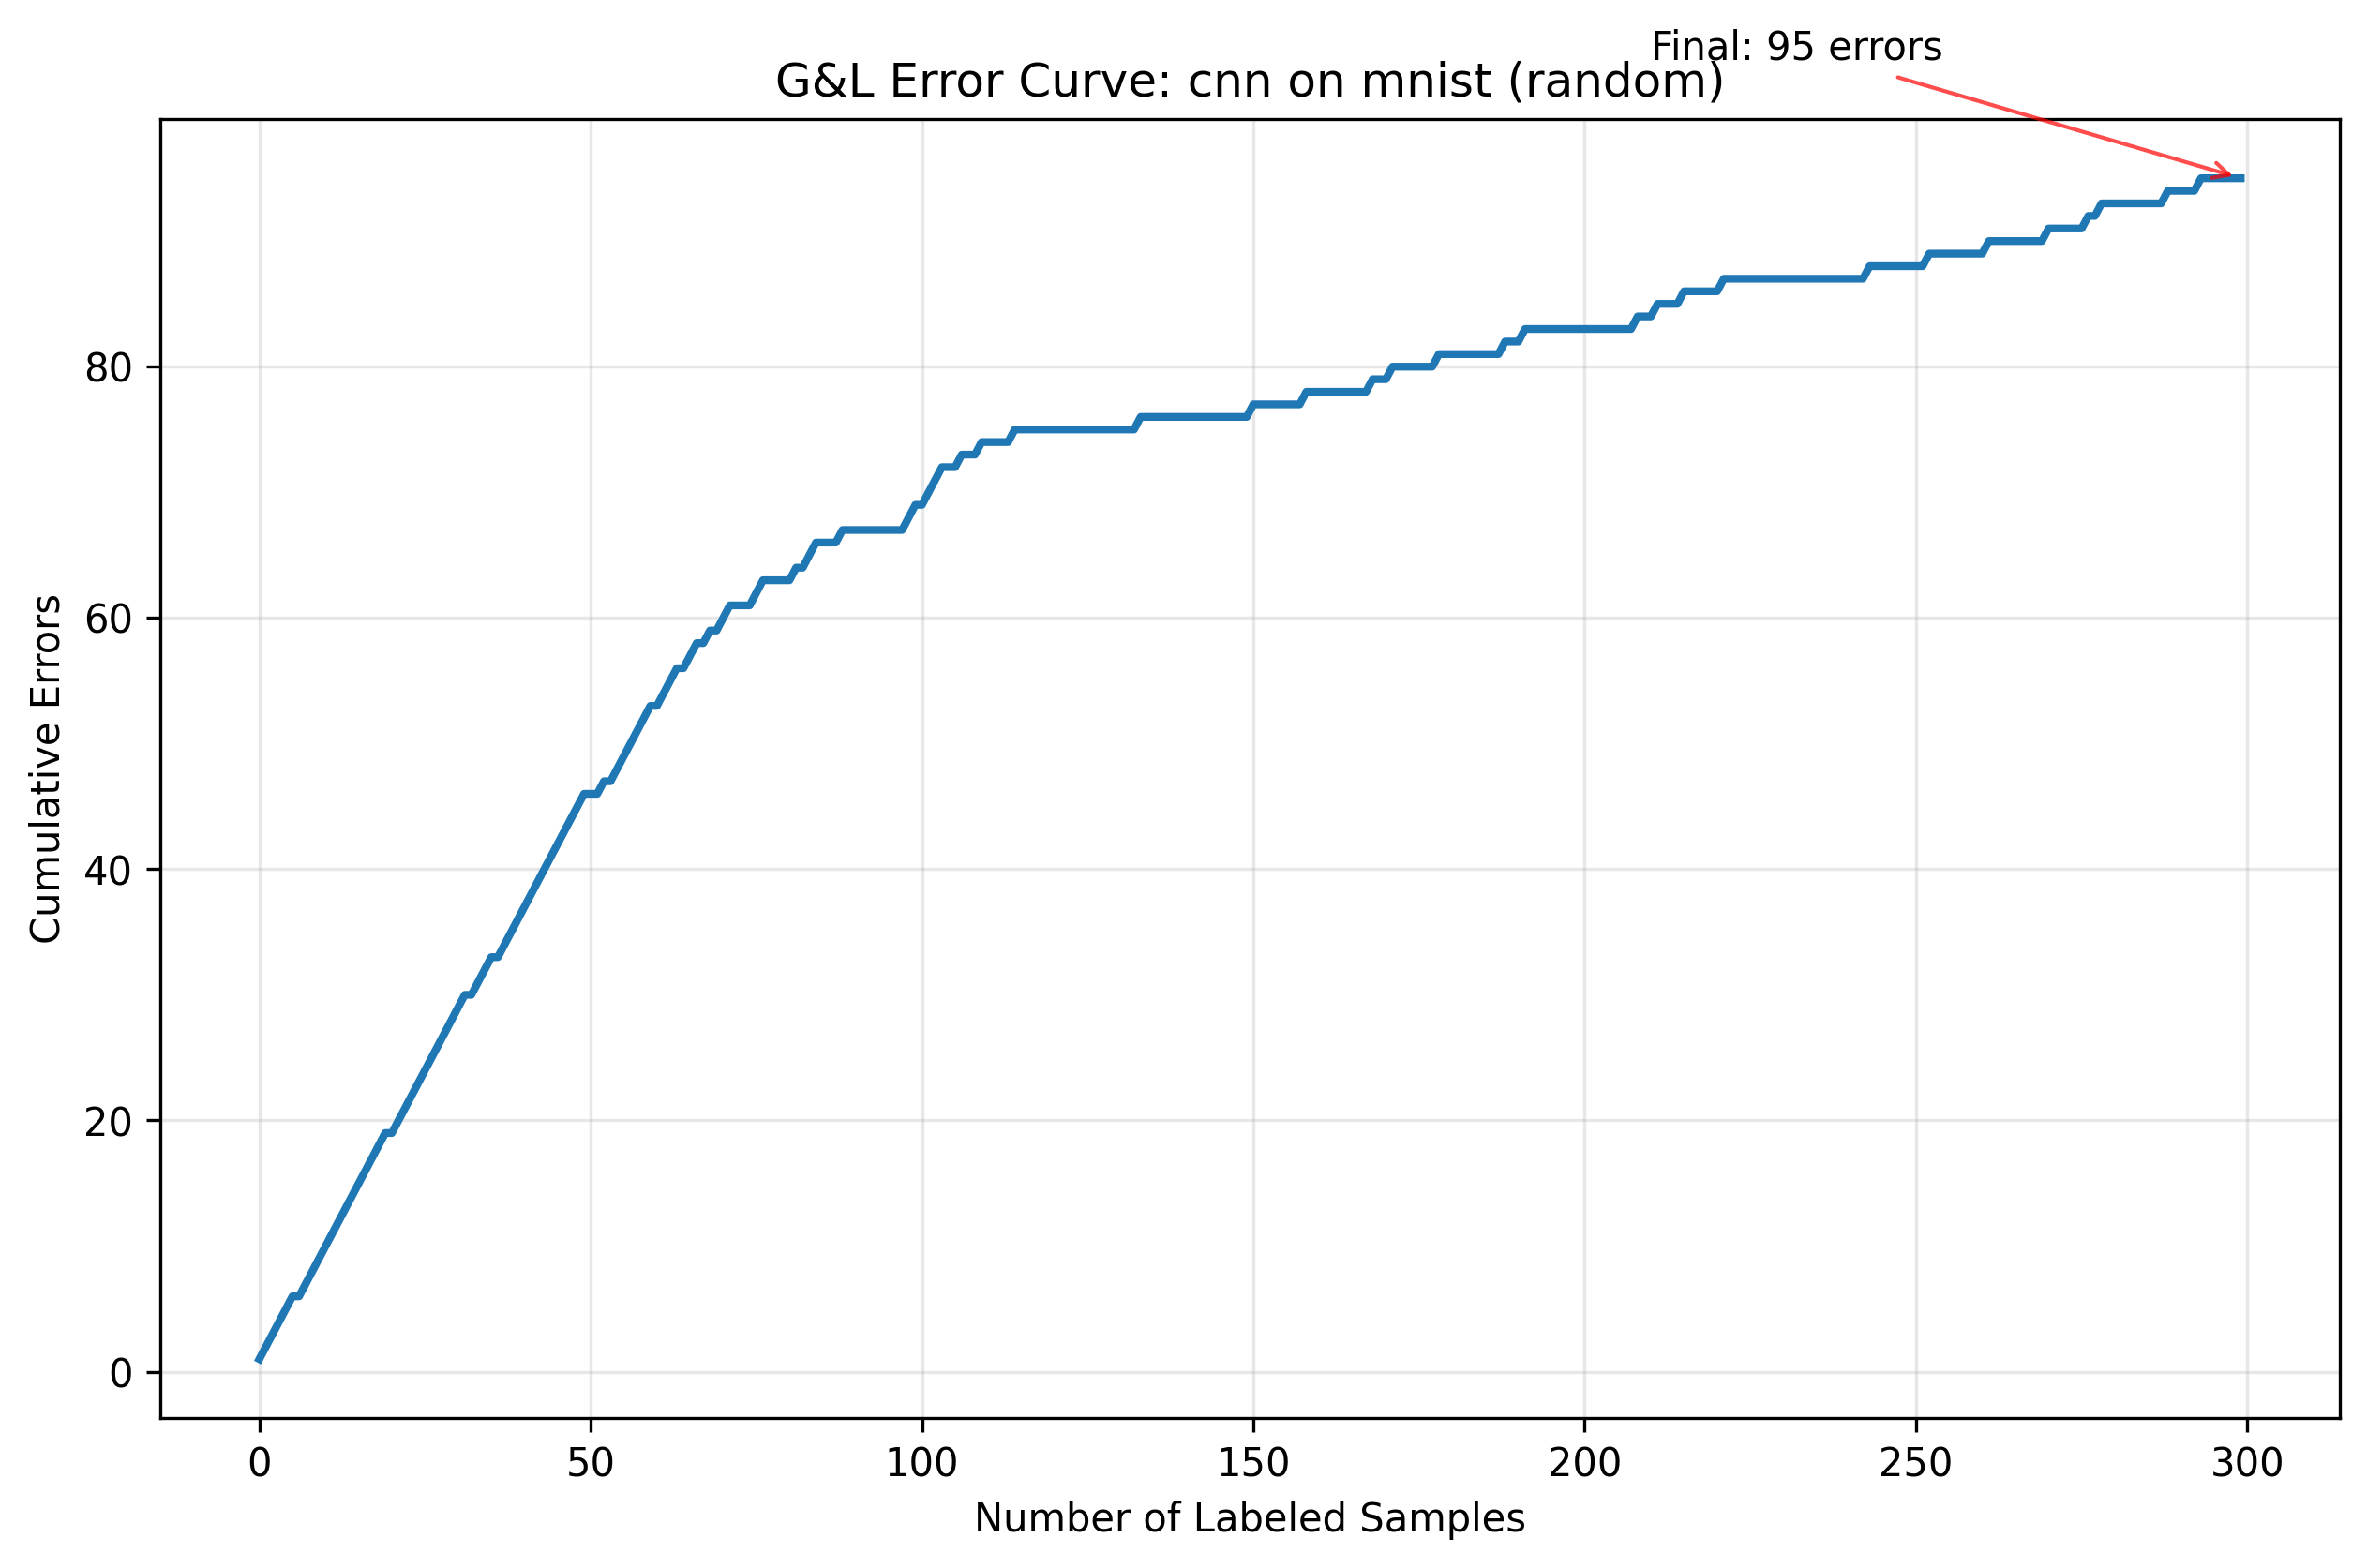 Final: 95 errors
G&L Error Curve: cnn on mnist (random)
Cumulative Errors
80
60
40
20
0
0 50 100 150 200 250 300
Number of Labeled Samples